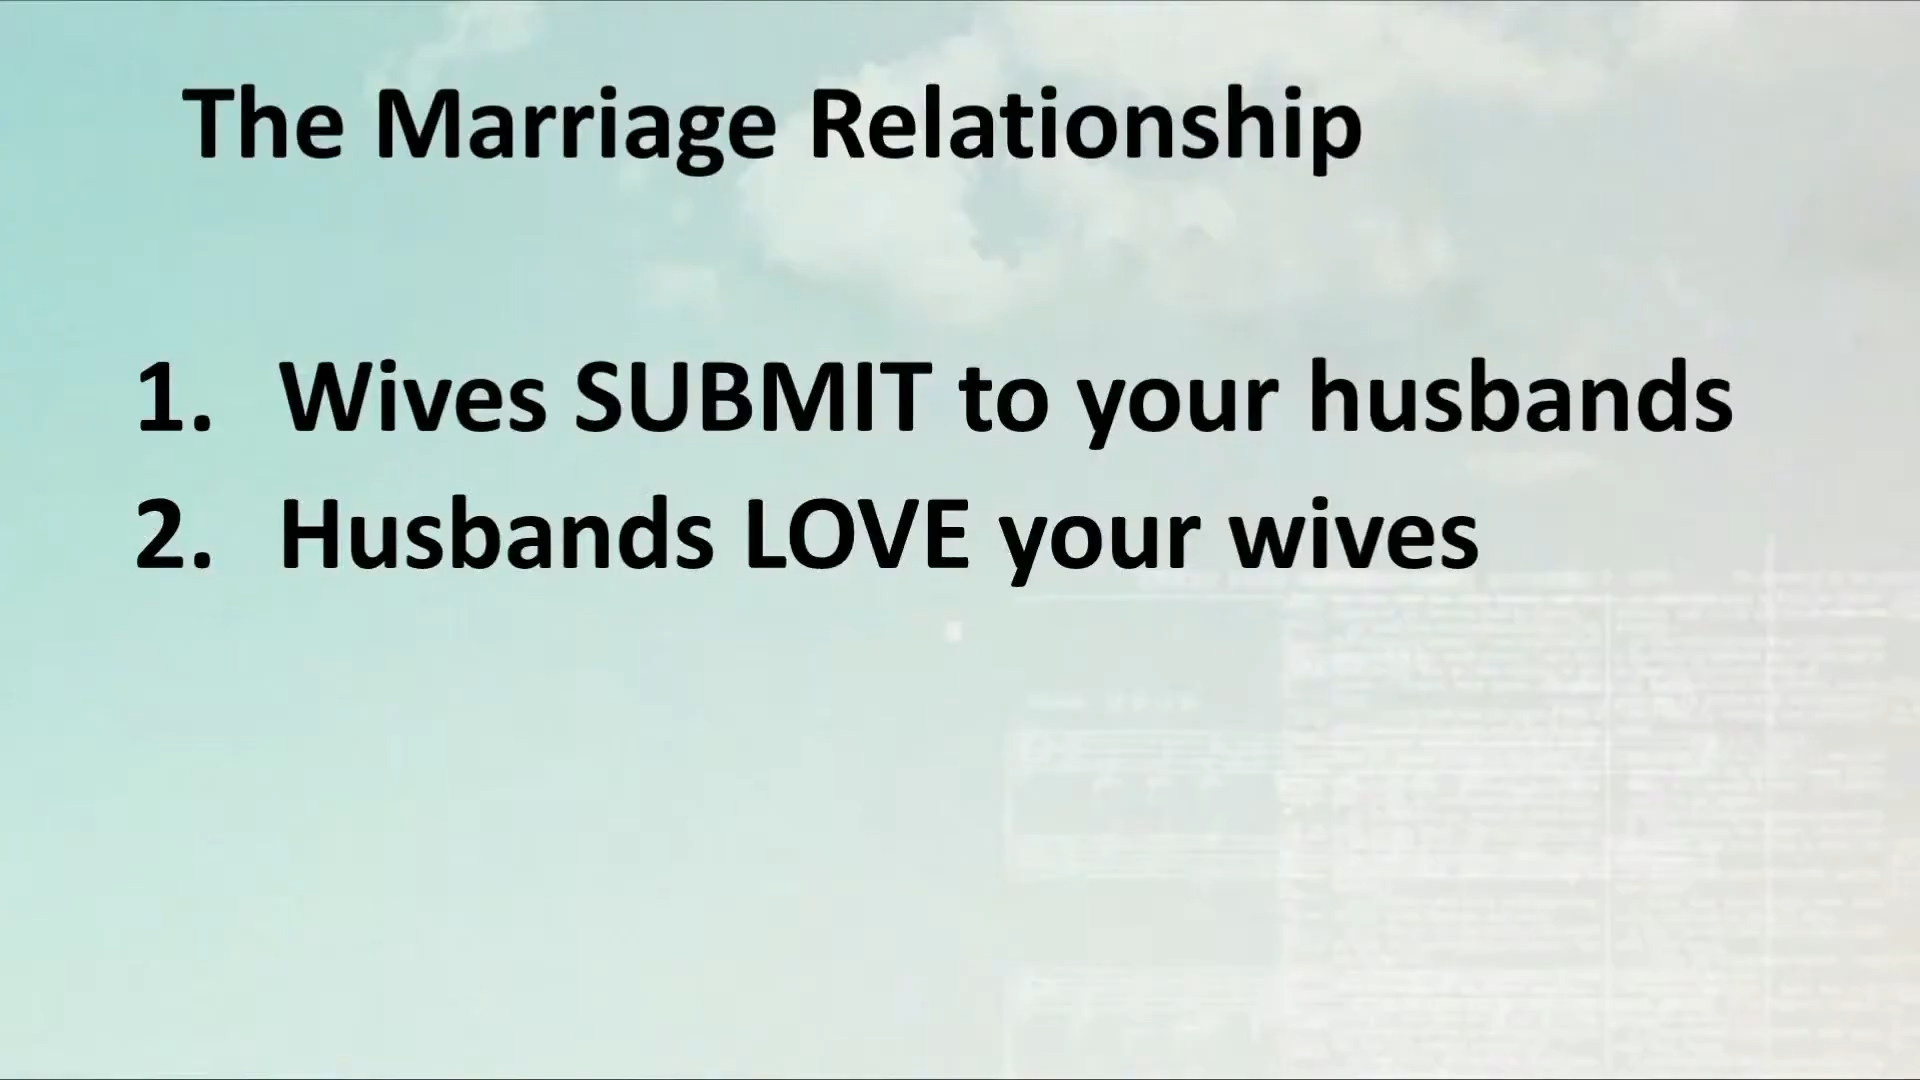 The Marriage Relationship
1. Wives SUBMIT to your husbands
2. Husbands LOVE your wives